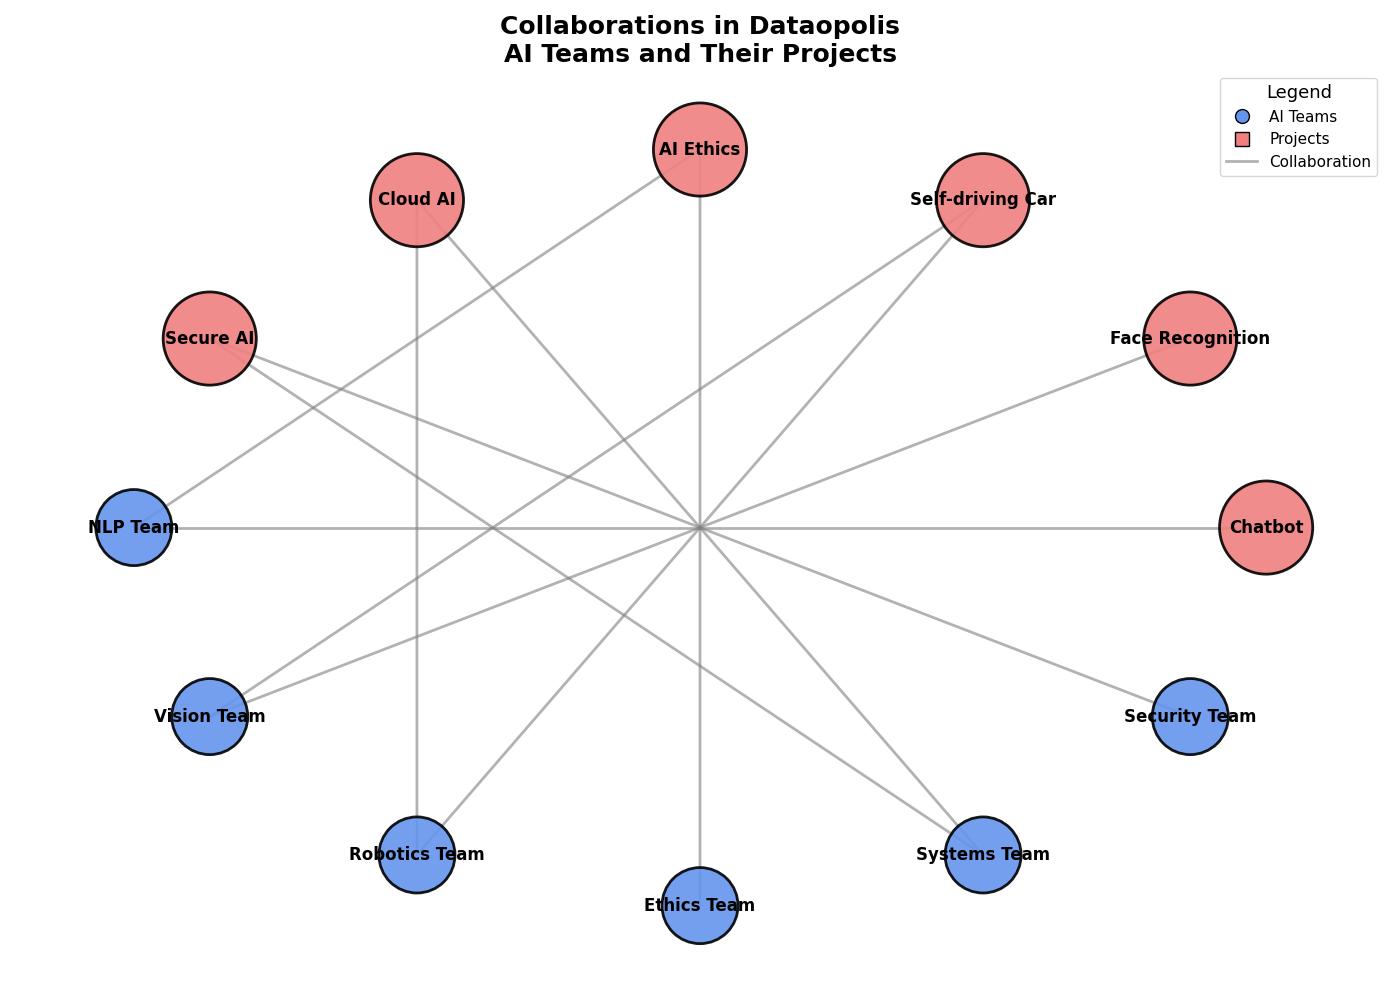 Collaborations in Dataopolis
AI Teams and Their Projects
Legend
AI Teams
Projects
Collaboration
AI Ethics
Cloud AI
Self-driving Car
Secure AI
Face Recognition
NLP Team
Chatbot
Vision Team
Security Team
Robotics Team
Systems Team
Ethics Team